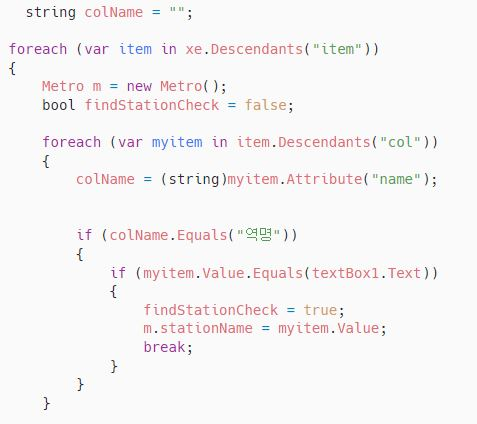 string colName = "";
foreach (var item in xe.Descendants("item"))
{
Metro m = new Metro();
bool findStationCheck = false;
foreach (var myitem in item.Descendants("col"))
{
colName = (string)myitem.Attribute("name");
if (colName.Equals("역명"))
{
if (myitem.Value.Equals(textBox1.Text))
{
findStationCheck = true;
m.stationName = myitem.Value;
break;
}
}
}